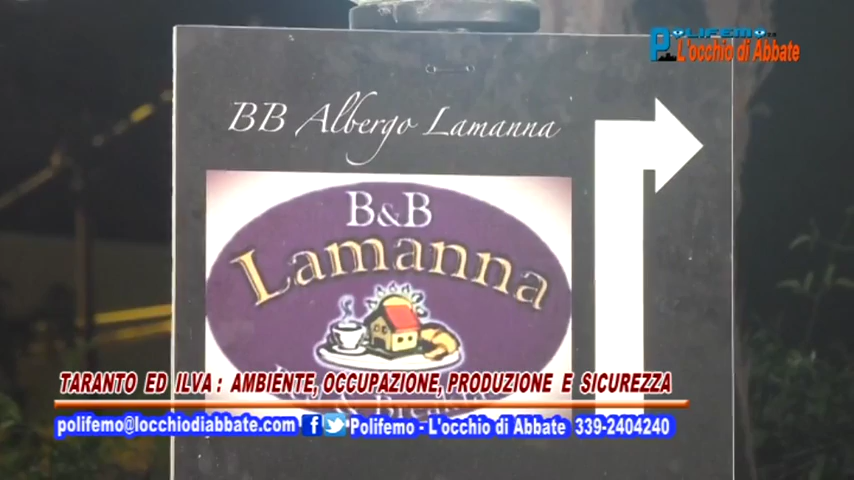 POLIFEMO
L'occhio di Abbate
BB Albergo Lamanna
B&B
Lamanna
TARANTO ED ILVA : AMBIENTE, OCCUPAZIONE, PRODUZIONE E SICUREZZA
polifemo@locchiodiabbate.com Polifemo - L'occhio di Abbate 339-2404240